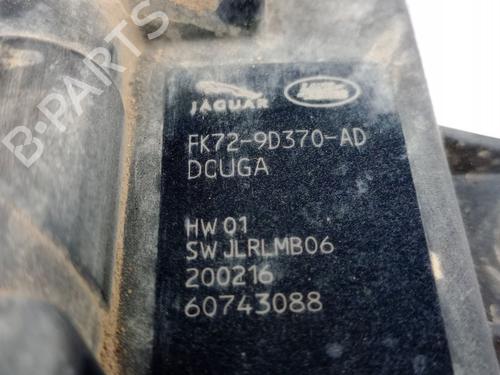 B-PARTS
JAGUAR
FK72-9D370-AD
DCUGA
HW 01
SW JLRLMB06
200216
60743088